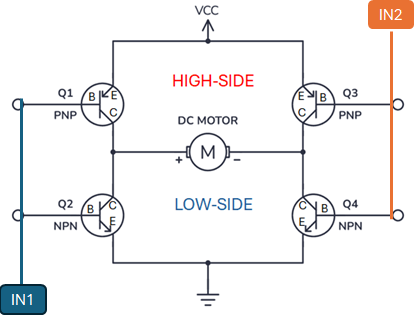 VCC
IN2
HIGH-SIDE
Q1
B
E
C
PNP
E
B
C
Q3
PNP
DC MOTOR
+
M
–
LOW-SIDE
Q2
B
C
E
NPN
C
B
E
Q4
NPN
IN1